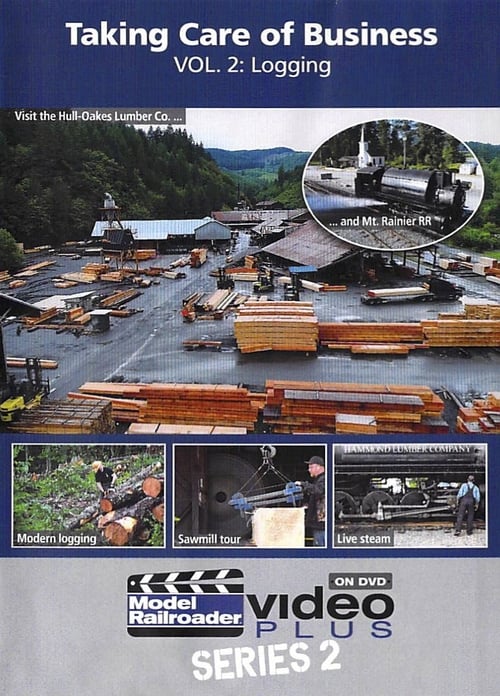 Taking Care of Business
VOL. 2: Logging
Visit the Hull-Oakes Lumber Co. ...
... and Mt. Rainier RR
HAMMOND LUMBER COMPANY
Modern logging
Sawmill tour
Live steam
ON DVD
Model
Railroader
video
PLUS
SERIES 2